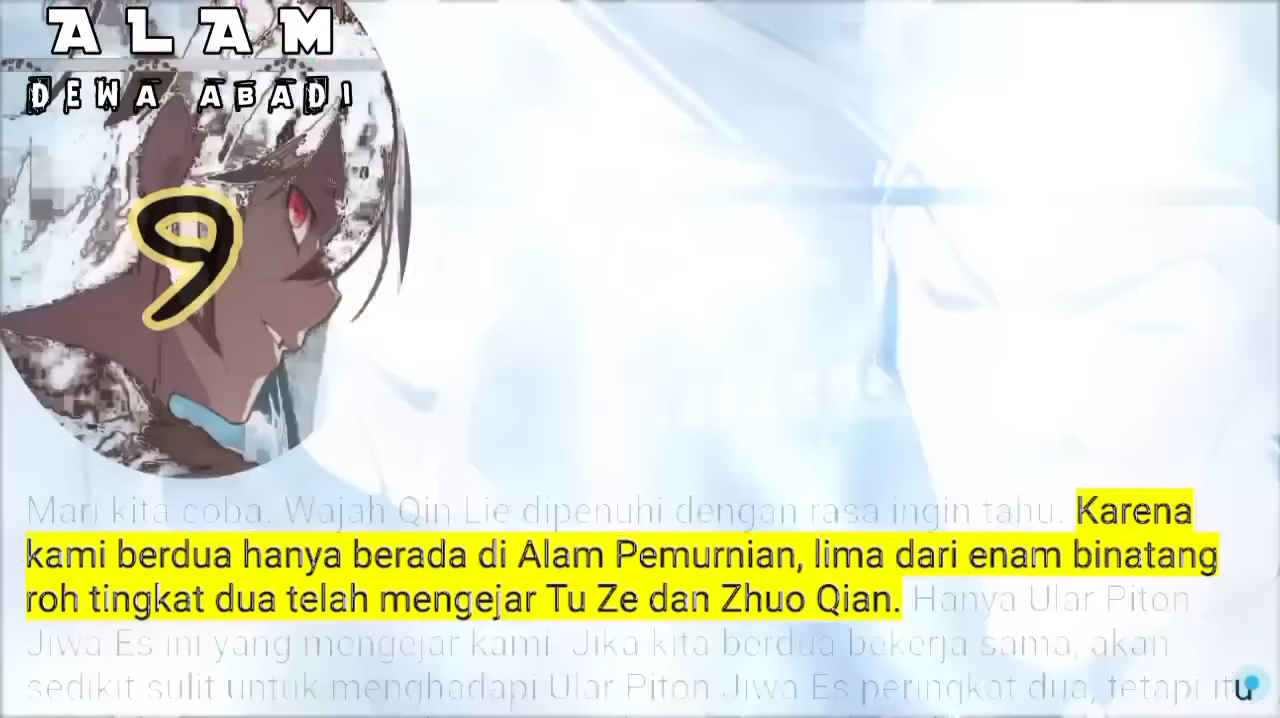 ALAM
DEWA ABADI
9
Mari kita coba. Wajah Qin Lie dipenuhi dengan rasa ingin tahu. Karena
kami berdua hanya berada di Alam Pemurnian, lima dari enam binatang
roh tingkat dua telah mengejar Tu Ze dan Zhuo Qian. Hanya Ular Piton
Jiwa Es ini yang mengejar kami. Jika kita berdua bekerja sama, akan
sedikit sulit untuk menghadapi Ular Piton Jiwa Es peringkat dua, tetapi itu